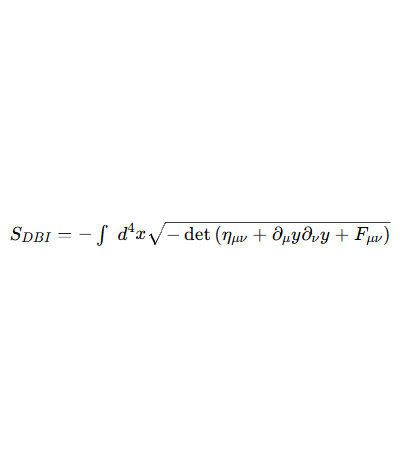 $S_{DBI} = -\int d^4x \sqrt{-\det\left(\eta_{\mu\nu} + \partial_\mu y \partial_\nu y + F_{\mu\nu}\right)}$